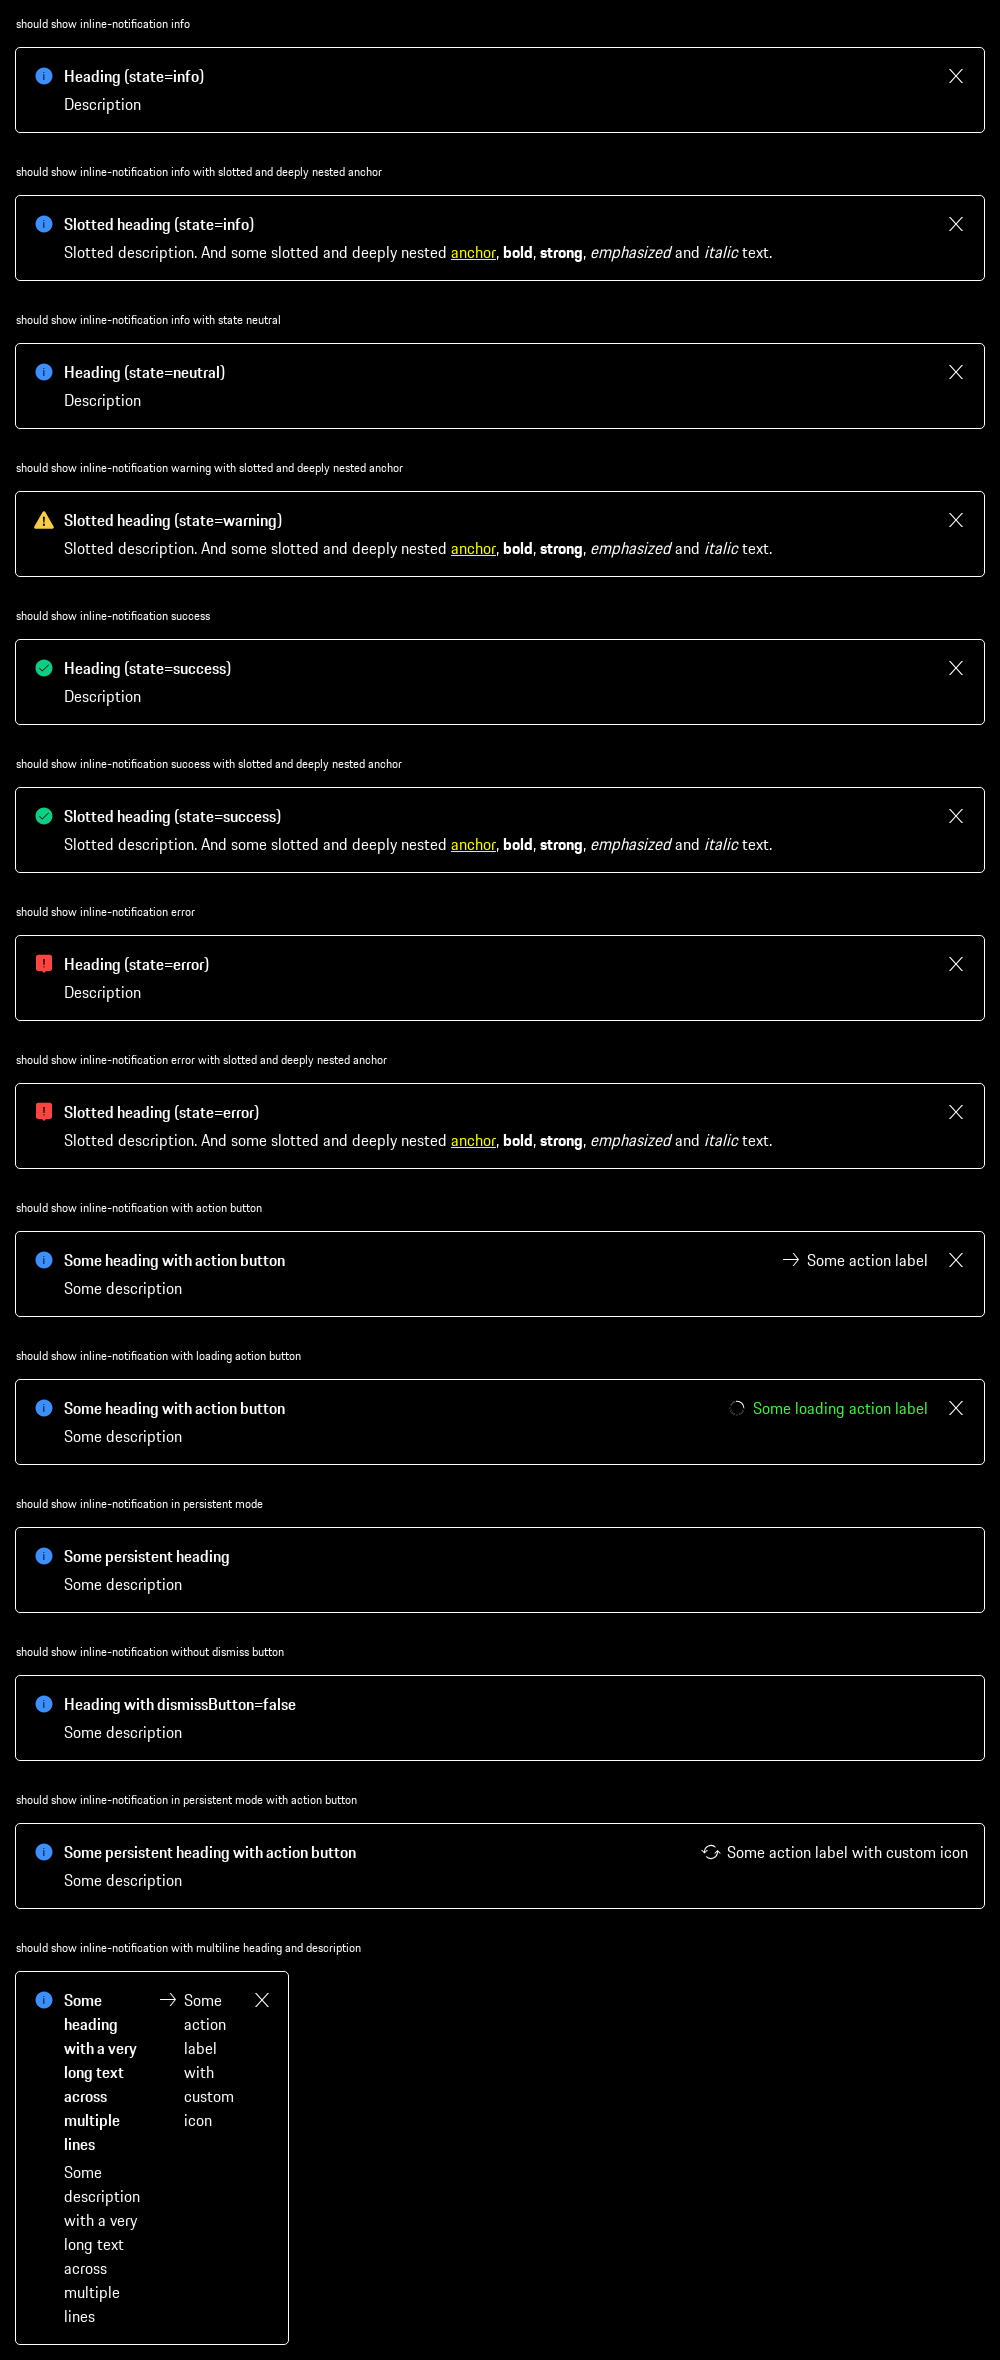 should show inline-notification info
Heading (state=info)
Description
should show inline-notification info with slotted and deeply nested anchor
Slotted heading (state=info)
Slotted description. And some slotted and deeply nested anchor, bold, strong, emphasized and italic text.
should show inline-notification info with state neutral
Heading (state=neutral)
Description
should show inline-notification warning with slotted and deeply nested anchor
Slotted heading (state=warning)
Slotted description. And some slotted and deeply nested anchor, bold, strong, emphasized and italic text.
should show inline-notification success
Heading (state=success)
Description
should show inline-notification success with slotted and deeply nested anchor
Slotted heading (state=success)
Slotted description. And some slotted and deeply nested anchor, bold, strong, emphasized and italic text.
should show inline-notification error
Heading (state=error)
Description
should show inline-notification error with slotted and deeply nested anchor
Slotted heading (state=error)
Slotted description. And some slotted and deeply nested anchor, bold, strong, emphasized and italic text.
should show inline-notification with action button
Some heading with action button
Some action label
Some description
should show inline-notification with loading action button
Some heading with action button
Some loading action label
Some description
should show inline-notification in persistent mode
Some persistent heading
Some description
should show inline-notification without dismiss button
Heading with dismissButton=false
Some description
should show inline-notification in persistent mode with action button
Some persistent heading with action button
Some action label with custom icon
Some description
should show inline-notification with multiline heading and description
Some
heading
with a very
long text
across
multiple
lines
Some
description
with a very
long text
across
multiple
lines
Some
action
label
with
custom
icon